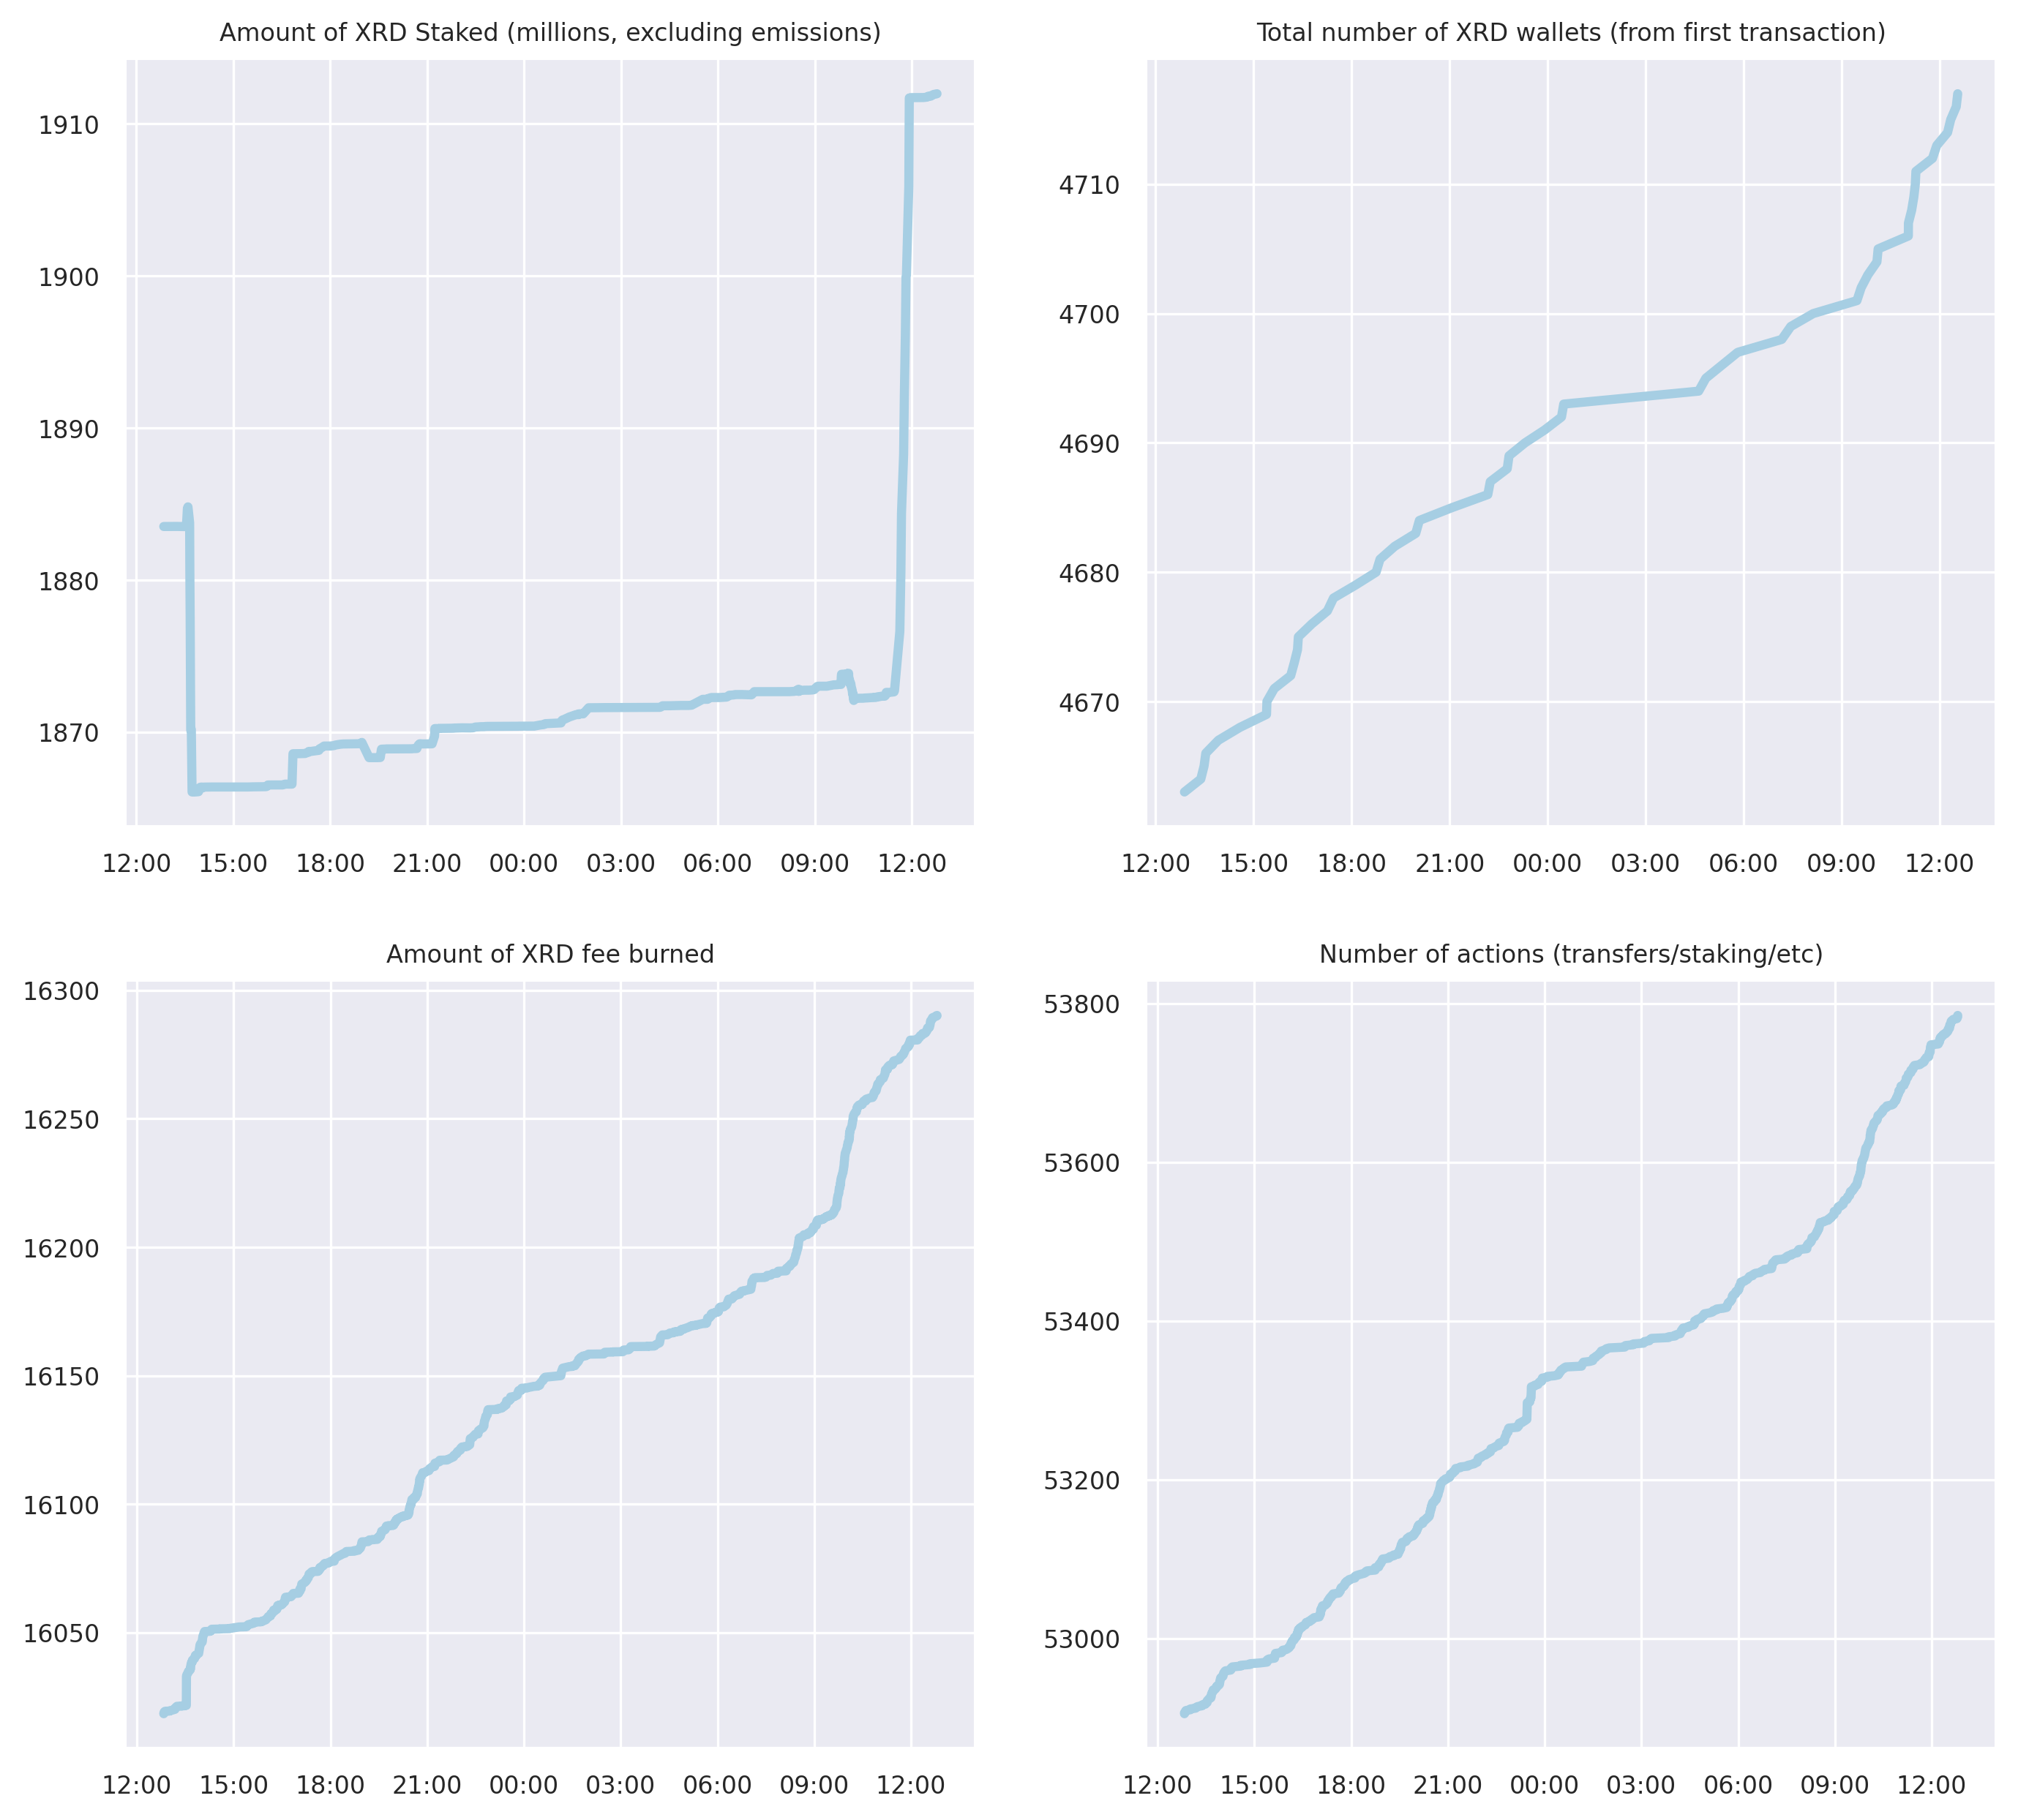 Amount of XRD Staked (millions, excluding emissions)
1910
1900
1890
1880
1870
12:00 15:00 18:00 21:00 00:00 03:00 06:00 09:00 12:00
Total number of XRD wallets (from first transaction)
4710
4700
4690
4680
4670
12:00 15:00 18:00 21:00 00:00 03:00 06:00 09:00 12:00
Amount of XRD fee burned
16300
16250
16200
16150
16100
16050
12:00 15:00 18:00 21:00 00:00 03:00 06:00 09:00 12:00
Number of actions (transfers/staking/etc)
53800
53600
53400
53200
53000
12:00 15:00 18:00 21:00 00:00 03:00 06:00 09:00 12:00